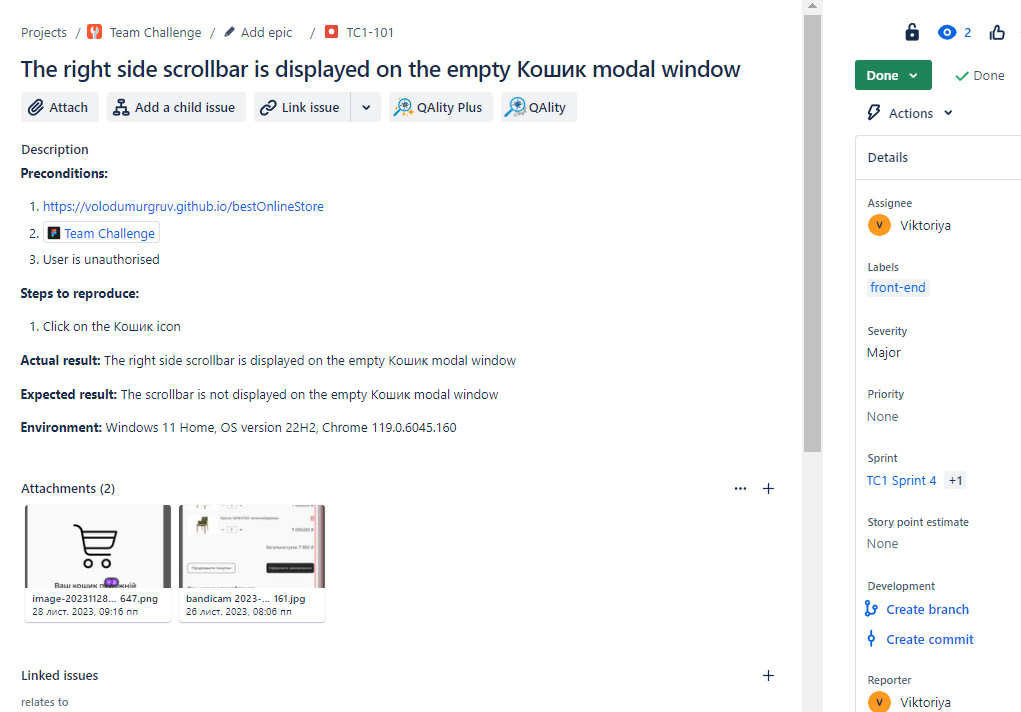 Projects / Team Challenge / Add epic / TC1-101
The right side scrollbar is displayed on the empty Кошик modal window
Attach Add a child issue Link issue QAlity Plus QAlity
Description
Preconditions:
1. https://volodumurgruv.github.io/bestOnlineStore
2. Team Challenge
3. User is unauthorised
Steps to reproduce:
1. Click on the Кошик icon
Actual result: The right side scrollbar is displayed on the empty Кошик modal window
Expected result: The scrollbar is not displayed on the empty Кошик modal window
Environment: Windows 11 Home, OS version 22H2, Chrome 119.0.6045.160
Attachments (2)
Ваш кошик
image-20231128... 647.png
28 лист. 2023, 09:16 пп
bandicam 2023-... 161.jpg
26 лист. 2023, 08:06 пп
Linked issues
relates to
2
Done Done
Actions
Details
Assignee
V Viktoriya
Labels
front-end
Severity
Major
Priority
None
Sprint
TC1 Sprint 4 +1
Story point estimate
None
Development
Create branch
Create commit
Reporter
V Viktoriya